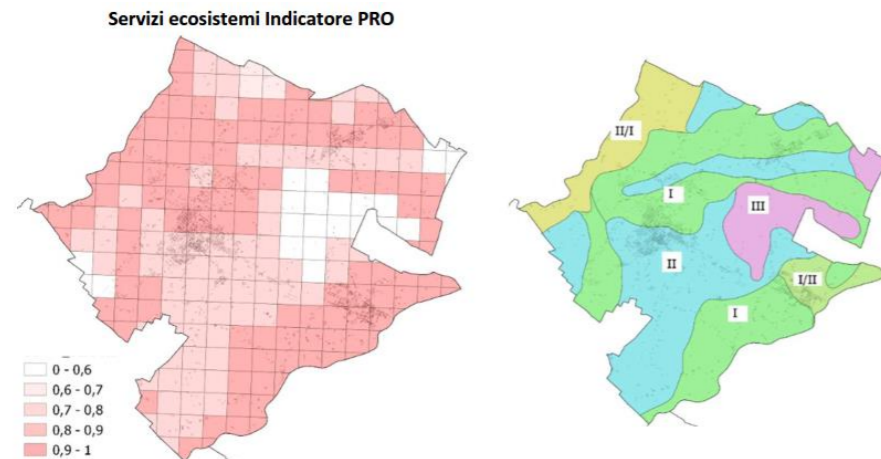 Servizi ecosistemi Indicatore PRO
0 - 0,6
0,6 - 0,7
0,7 - 0,8
0,8 - 0,9
0,9 - 1
II/I
I
III
II
I/II
I